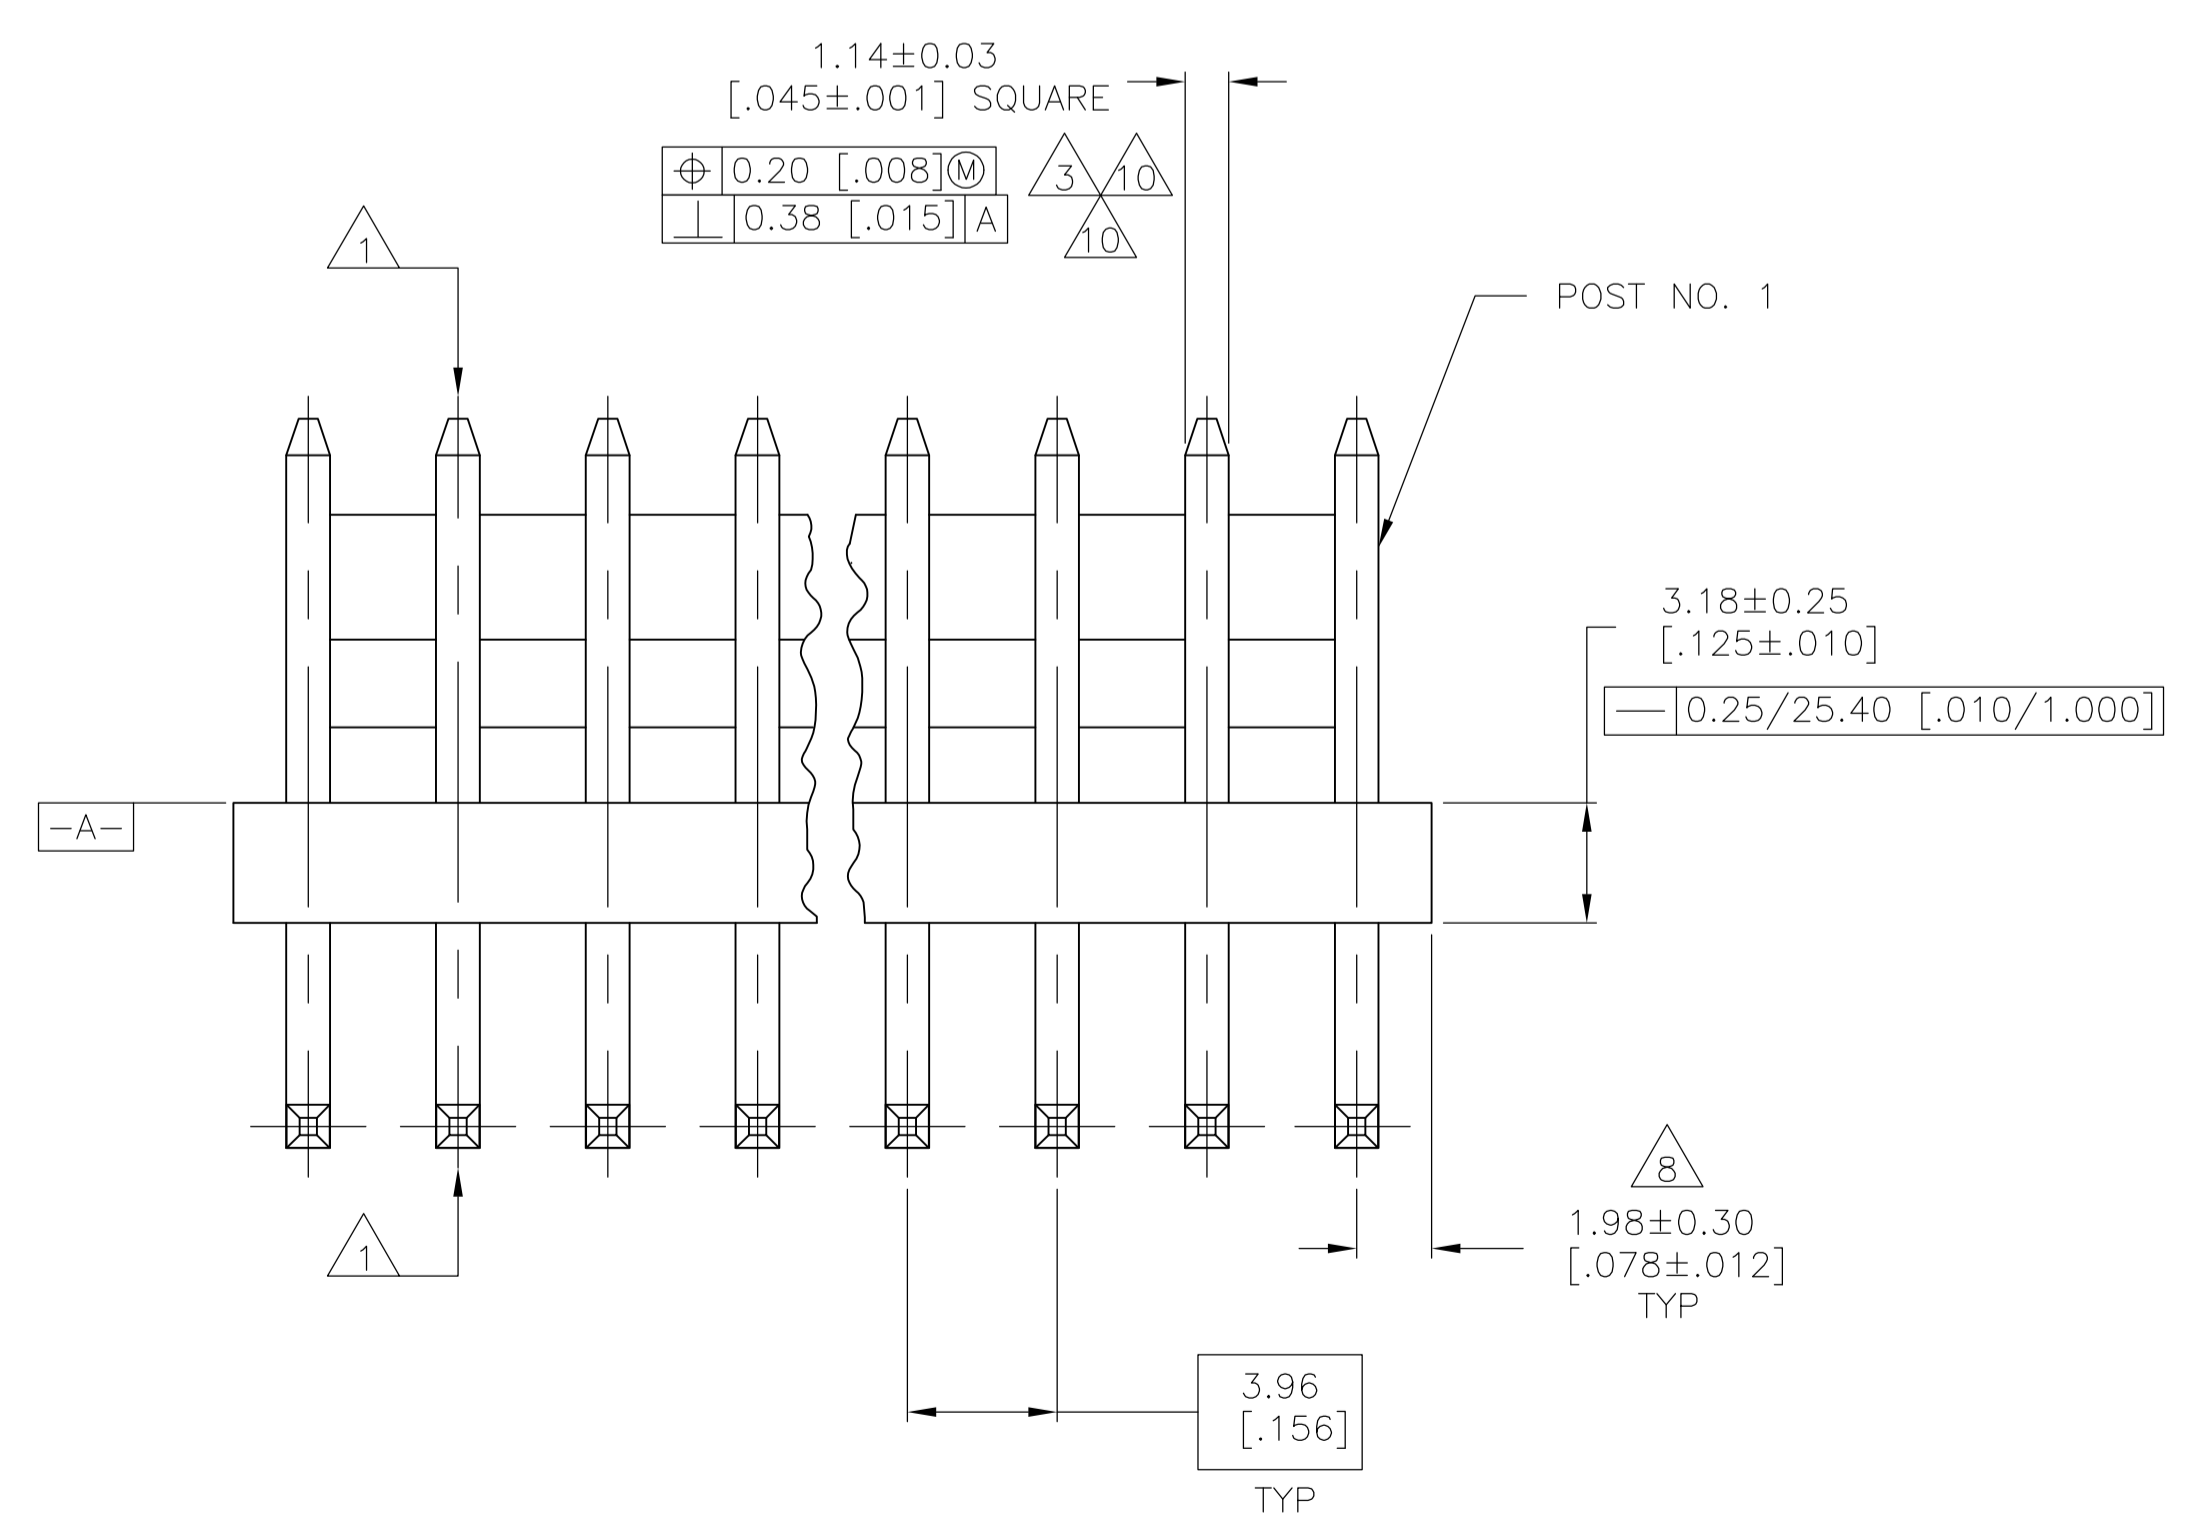 1.14±0.03
[.045±.001] SQUARE
⌖ 0.20 [.008]Ⓜ
⊥ 0.38 [.015] A
3 10
10
1
POST NO. 1
3.18±0.25
[.125±.010]
⏤ 0.25/25.40 [.010/1.000]
-A-
8
1.98±0.30
[.078±.012]
TYP
1
3.96
[.156]
TYP